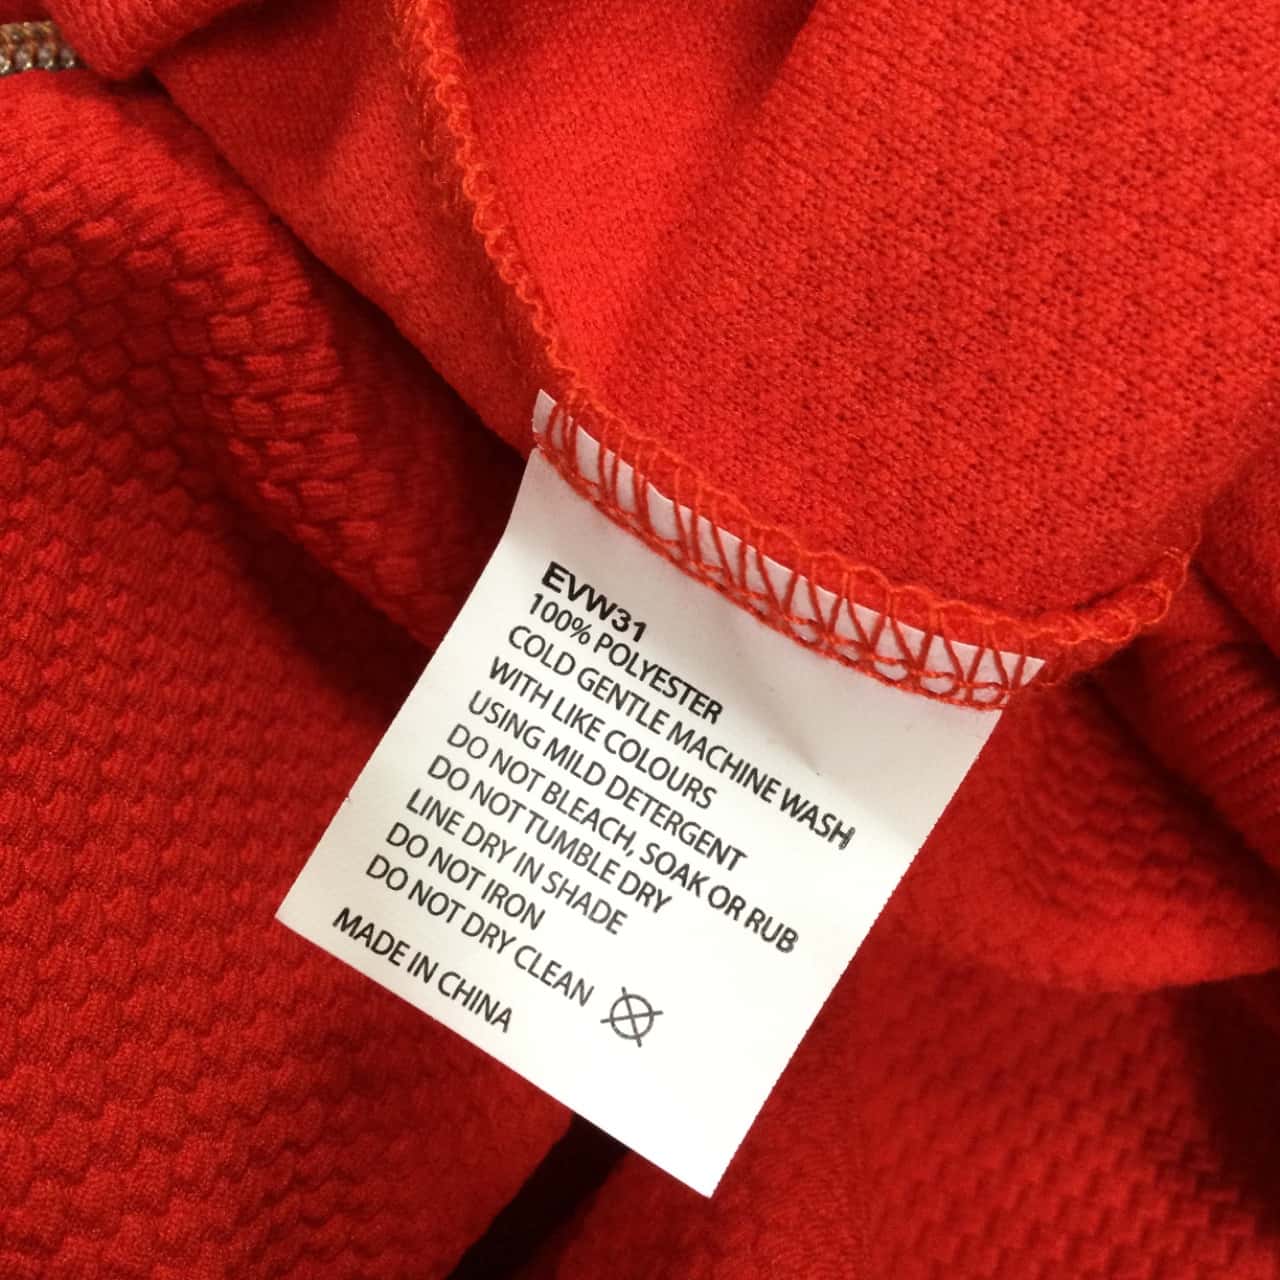 EVW31
100% POLYESTER
COLD GENTLE MACHINE WASH
WITH LIKE COLOURS
USING MILD DETERGENT
DO NOT BLEACH, SOAK OR RUB
DO NOT TUMBLE DRY
LINE DRY IN SHADE
DO NOT IRON
DO NOT DRY CLEAN
MADE IN CHINA